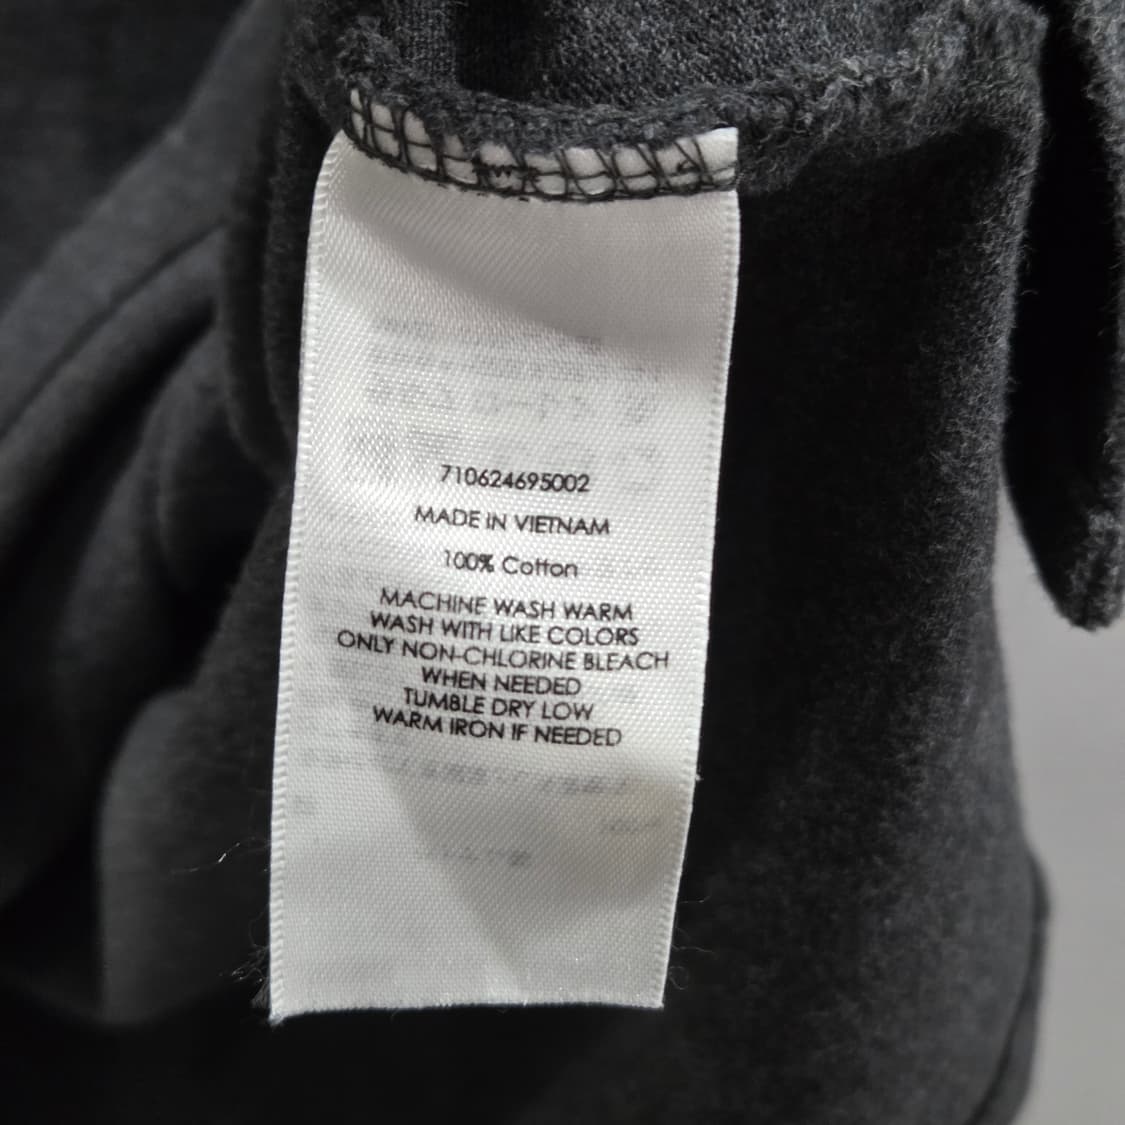 710624695002
MADE IN VIETNAM
100% Cotton
MACHINE WASH WARM
WASH WITH LIKE COLORS
ONLY NON-CHLORINE BLEACH
WHEN NEEDED
TUMBLE DRY LOW
WARM IRON IF NEEDED